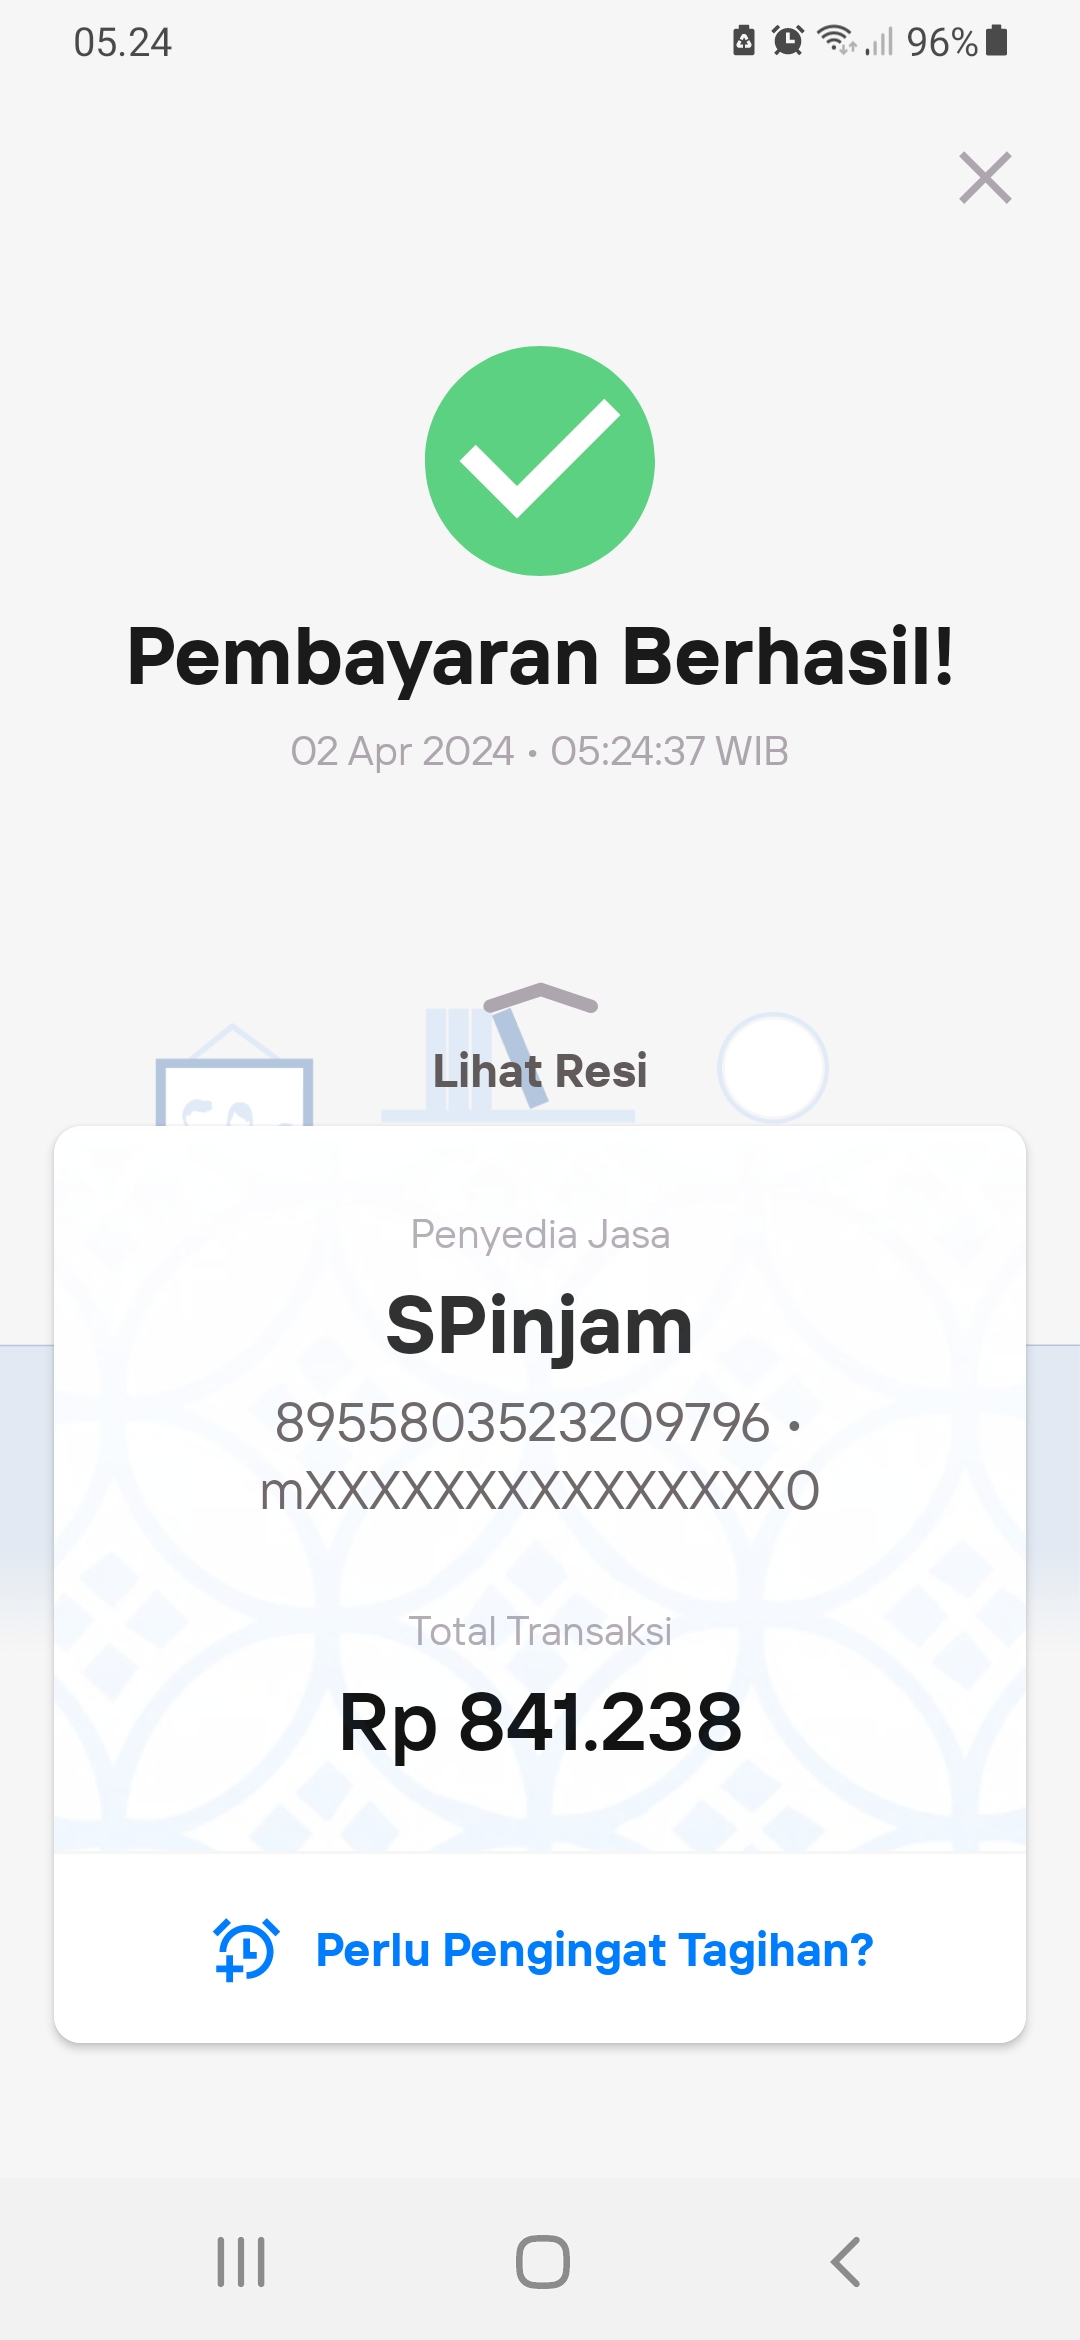 05.24
96%
Pembayaran Berhasil!
02 Apr 2024 • 05:24:37 WIB
Lihat Resi
Penyedia Jasa
SPinjam
8955803523209796 •
mXXXXXXXXXXXXXXX0
Total Transaksi
Rp 841.238
Perlu Pengingat Tagihan?